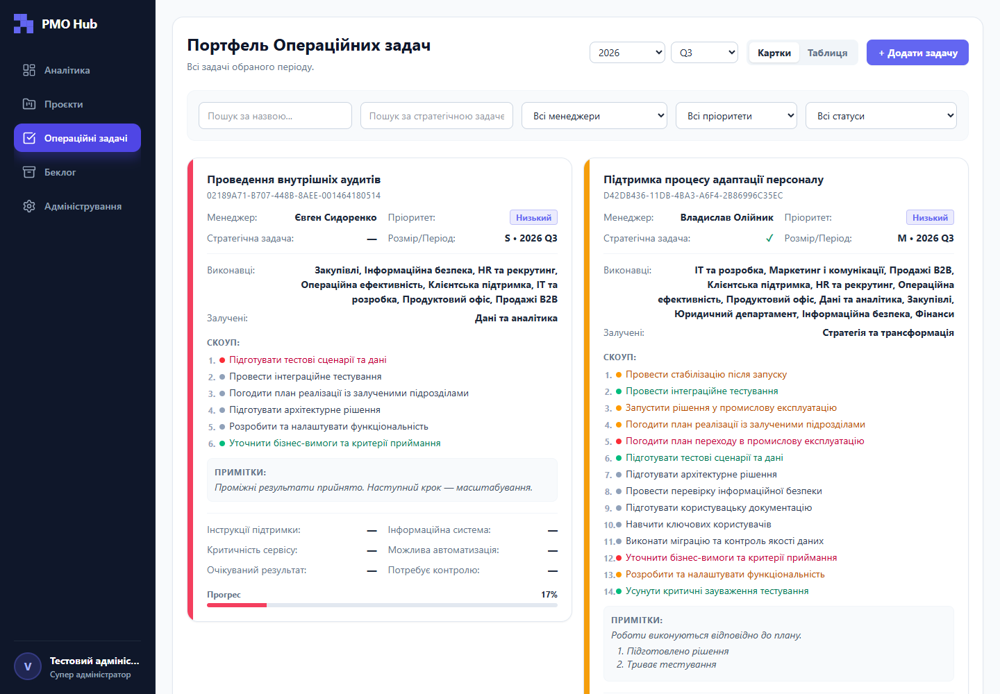 PMO Hub
Аналітика
Проєкти
Операційні задачі
Беклог
Адміністрування
V
Тестовий адмініс...
Супер адміністратор
Портфель Операційних задач
Всі задачі обраного періоду.
2026
Q3
Картки
Таблиця
+ Додати задачу
Пошук за назвою...
Пошук за стратегічною задаче
Всі менеджери
Всі пріоритети
Всі статуси
Проведення внутрішніх аудитів
02189A71-B707-448B-8AEE-001464180514
Менеджер: Євген Сидоренко Пріоритет: Низький
Стратегічна задача: — Розмір/Період: S • 2026 Q3
Виконавці: Закупівлі, Інформаційна безпека, HR та рекрутинг,
Операційна ефективність, Клієнтська підтримка, ІТ та
розробка, Продуктовий офіс, Продажі B2B
Залучені: Дані та аналітика
СКОУП:
1. Підготувати тестові сценарії та дані
2. Провести інтеграційне тестування
3. Погодити план реалізації із залученими підрозділами
4. Підготувати архітектурне рішення
5. Розробити та налаштувати функціональність
6. Уточнити бізнес-вимоги та критерії приймання
ПРИМІТКИ:
Проміжні результати прийнято. Наступний крок — масштабування.
Інструкції підтримки: — Інформаційна система: —
Критичність сервісу: — Можлива автоматизація: —
Очікуваний результат: — Потребує контролю: —
Прогрес 17%
Підтримка процесу адаптації персоналу
D42DB436-11DB-4BA3-A6F4-2B86996C35EC
Менеджер: Владислав Олійник Пріоритет: Низький
Стратегічна задача: ✓ Розмір/Період: M • 2026 Q3
Виконавці: ІТ та розробка, Маркетинг і комунікації, Продажі B2B,
Клієнтська підтримка, HR та рекрутинг, Операційна
ефективність, Продуктовий офіс, Дані та аналітика, Закупівлі,
Юридичний департамент, Інформаційна безпека, Фінанси
Залучені: Стратегія та трансформація
СКОУП:
1. Провести стабілізацію після запуску
2. Провести інтеграційне тестування
3. Запустити рішення у промислову експлуатацію
4. Погодити план реалізації із залученими підрозділами
5. Погодити план переходу в промислову експлуатацію
6. Підготувати тестові сценарії та дані
7. Підготувати архітектурне рішення
8. Провести перевірку інформаційної безпеки
9. Підготувати користувацьку документацію
10. Навчити ключових користувачів
11. Виконати міграцію та контроль якості даних
12. Уточнити бізнес-вимоги та критерії приймання
13. Розробити та налаштувати функціональність
14. Усунути критичні зауваження тестування
ПРИМІТКИ:
Роботи виконуються відповідно до плану.
1. Підготовлено рішення
2. Триває тестування